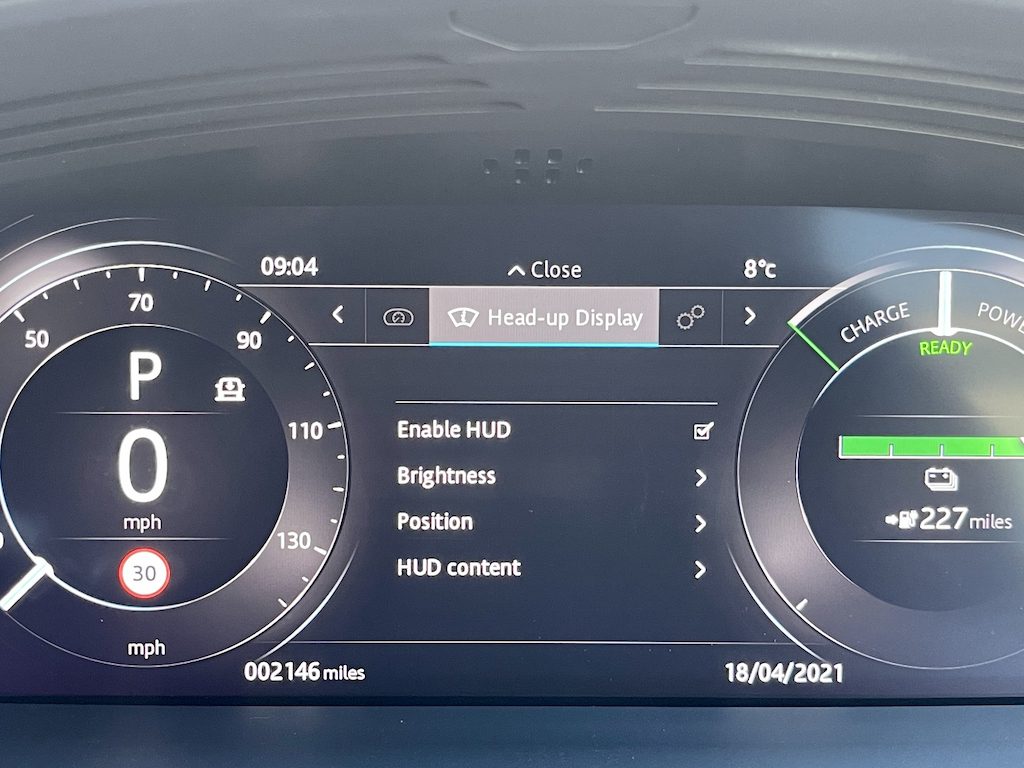 09:04
Close
8°c
Head-up Display
50
70
90
110
130
P
0
mph
30
mph
Enable HUD
Brightness
Position
HUD content
CHARGE
READY
227 miles
002146 miles
18/04/2021